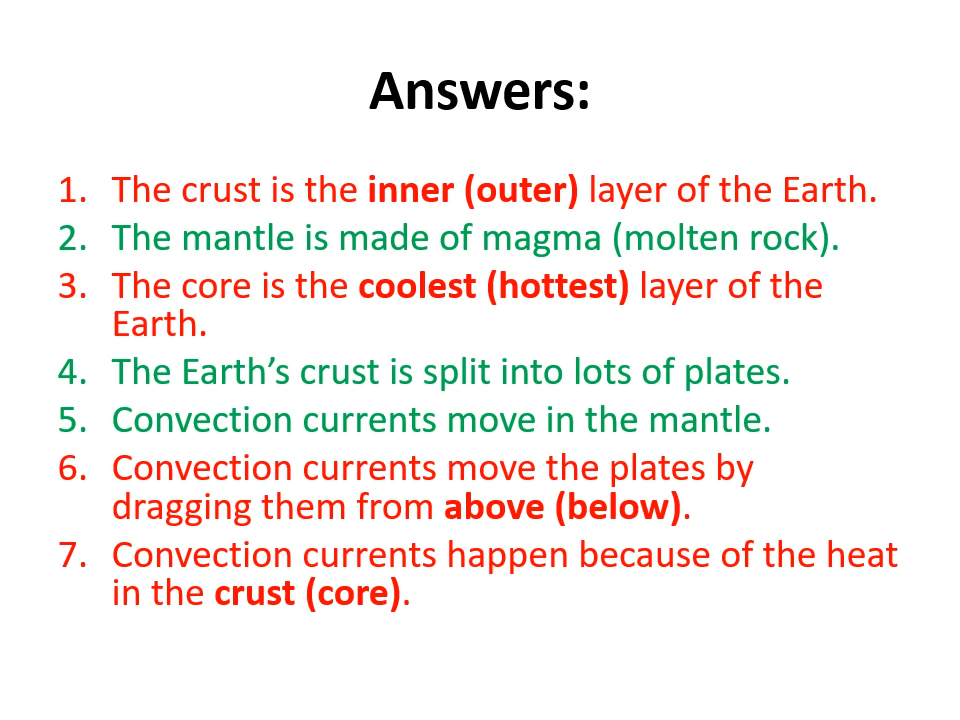 Answers:
1. The crust is the inner (outer) layer of the Earth.
2. The mantle is made of magma (molten rock).
3. The core is the coolest (hottest) layer of the
Earth.
4. The Earth’s crust is split into lots of plates.
5. Convection currents move in the mantle.
6. Convection currents move the plates by
dragging them from above (below).
7. Convection currents happen because of the heat
in the crust (core).